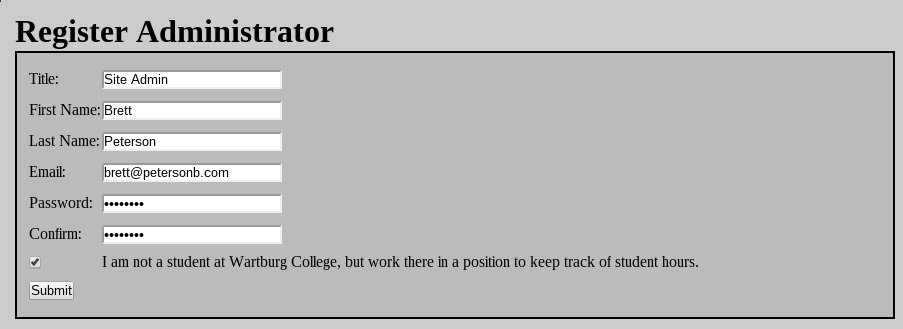 Register Administrator
Title: Site Admin
First Name: Brett
Last Name: Peterson
Email: brett@petersonb.com
Password: ••••••••
Confirm: ••••••••
I am not a student at Wartburg College, but work there in a position to keep track of student hours.
Submit